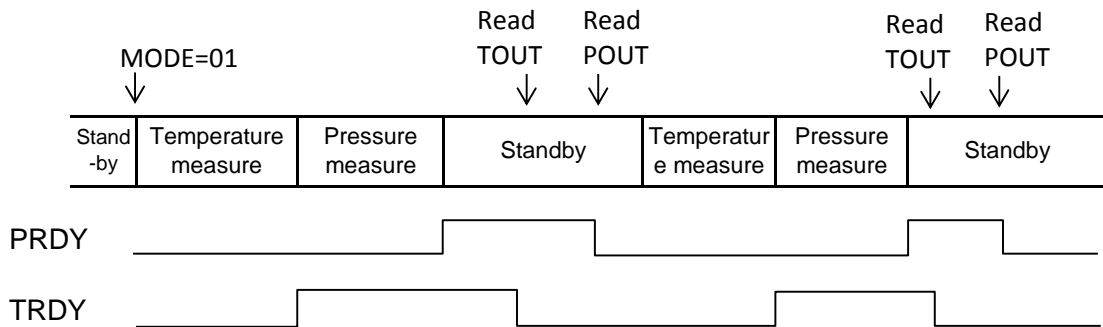 Read
TOUT
Read
POUT
Read
TOUT
Read
POUT
MODE=01
Stand
-by
Temperature
measure
Pressure
measure
Standby
Temperatur
e measure
Pressure
measure
Standby
PRDY
TRDY